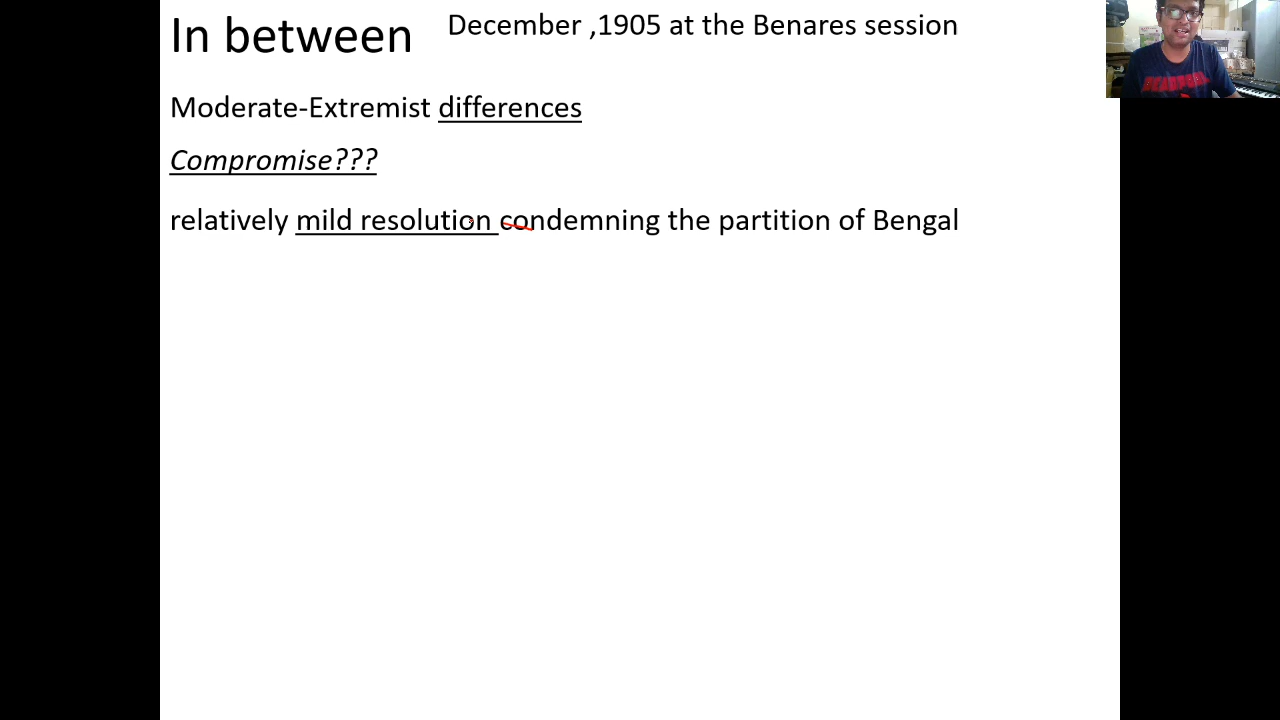 In between
December ,1905 at the Benares session
Moderate-Extremist differences
Compromise???
relatively mild resolution condemning the partition of Bengal